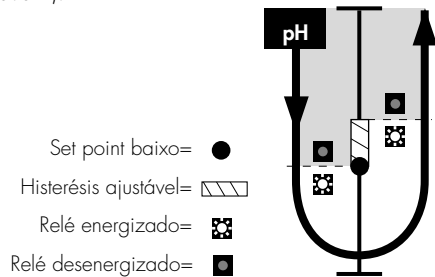 pH
Set point baixo=
Histerésis ajustável=
Relé energizado=
Relé desenergizado=